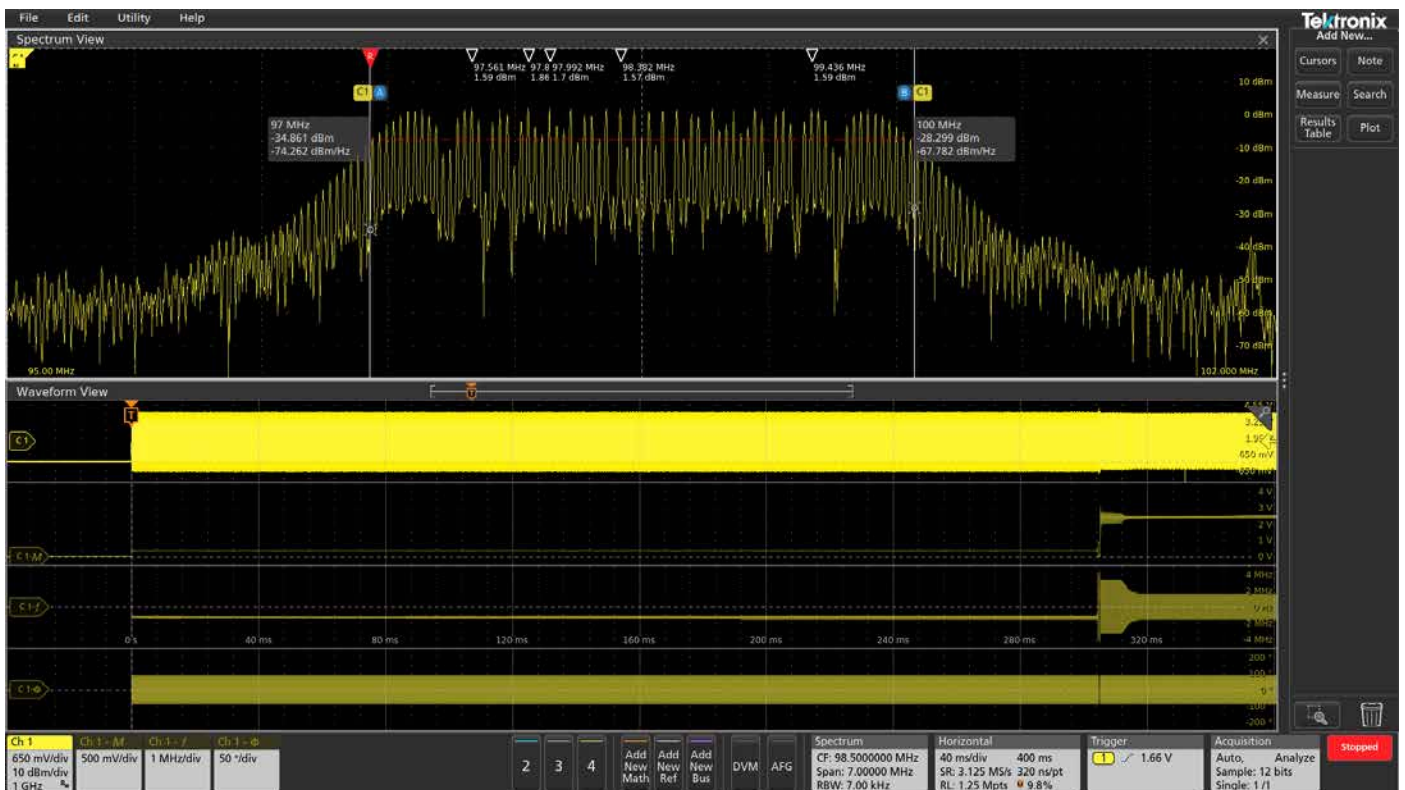 File Edit Utility Help
Tektronix
Add New...
Spectrum View
Cursors Note
Measure Search
Results Table Plot
R
97.561 MHz 97.8 97.992 MHz 98.382 MHz 99.436 MHz
1.59 dBm 1.86 1.7 dBm 1.57 dBm 1.59 dBm
C1 A B C1
97 MHz
-34.861 dBm
-74.262 dBm/Hz
100 MHz
-28.299 dBm
-67.782 dBm/Hz
10 dBm
0 dBm
-10 dBm
-20 dBm
-30 dBm
-40 dBm
-50 dBm
-60 dBm
-70 dBm
95.00 MHz 102.000 MHz
Waveform View
T
T
C1
650 mV
4 V
3 V
2 V
1 V
0 V
C1-M
4 MHz
2 MHz
0 Hz
-2 MHz
-4 MHz
C1-f
0 s 40 ms 80 ms 120 ms 160 ms 200 ms 240 ms 280 ms 320 ms
200 °
100 °
0 °
-100 °
-200 °
C1-Φ
Ch 1
650 mV/div
10 dBm/div
1 GHz
Ch 1 - M
500 mV/div
Ch 1 - f
1 MHz/div
Ch 1 - Φ
50 °/div
2 3 4
Add New Math
Add New Ref
Add New Bus
DVM AFG
Spectrum
CF: 98.5000000 MHz
Span: 7.00000 MHz
RBW: 7.00 kHz
Horizontal
40 ms/div 400 ms
SR: 3.125 MS/s 320 ns/pt
RL: 1.25 Mpts 9.8%
Trigger
1 1.66 V
Acquisition
Auto, Analyze
Sample: 12 bits
Single: 1 /1
Stopped